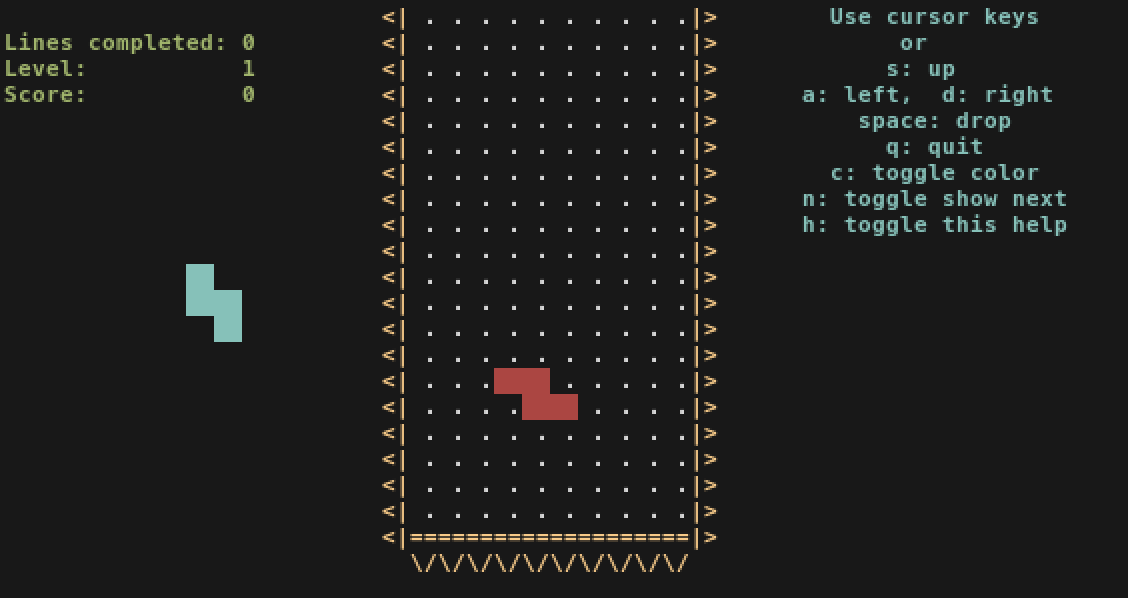 Lines completed: 0
Level: 1
Score: 0
Use cursor keys
or
s: up
a: left, d: right
space: drop
q: quit
c: toggle color
n: toggle show next
h: toggle this help